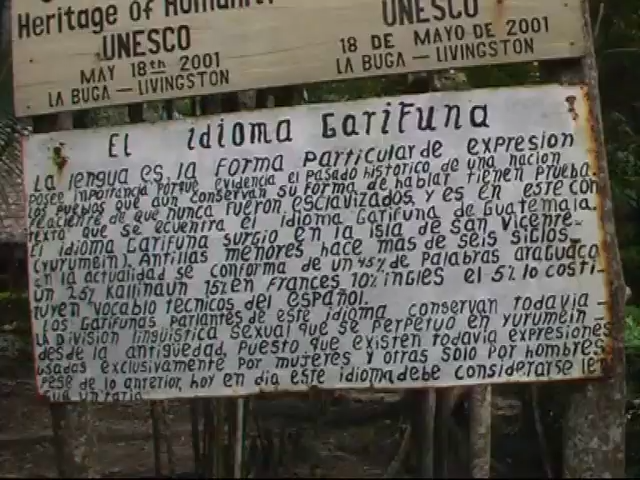 Heritage of Humanity
UNESCO
MAY 18th 2001
LA BUGA — LIVINGSTON
UNESCO
18 DE MAYO DE 2001
LA BUGA — LIVINGSTON
El idioma Garifuna
La lengua es la forma particular de expresion
posee importancia porque evidencia el pasado historico de una nacion
los pueblos que aun conservan su forma de hablar tienen prueba
reaciente de que nunca fueron esclavizados, y es en este con
texto que se ecuentra el idioma Garifuna de Guatemala.
El idioma Garifuna surgio en la isla de San Vicente
(yurumein). Antillas menores hace mas de seis siglos
en la actualidad se conforma de un 45% de palabras arahuaco
un 25% Kallinaun 15% en frances 10% ingles el 5% lo costi-
tuyen vocablo tecnicos del español.
Los Garifunas parlantes de este idioma conservan todavia
la division linguistica sexual que se perpetuo en yurumein
desde la antiguedad, puesto que existen todavia expresiones
usadas exclusivamente por mujeres y otras solo por hombres
pese de lo anterior, hoy en dia este idioma debe considerarse len
gua unitaria